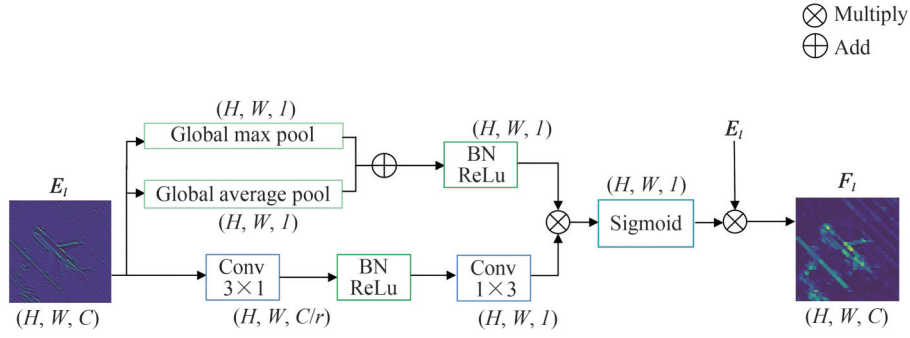 Multiply
Add
(H, W, 1)
Global max pool
(H, W, 1)
BN
ReLu
E_l
E_l
Global average pool
(H, W, 1)
(H, W, 1)
Sigmoid
F_l
Conv
3×1
BN
ReLu
Conv
1×3
(H, W, C)
(H, W, C/r)
(H, W, 1)
(H, W, C)